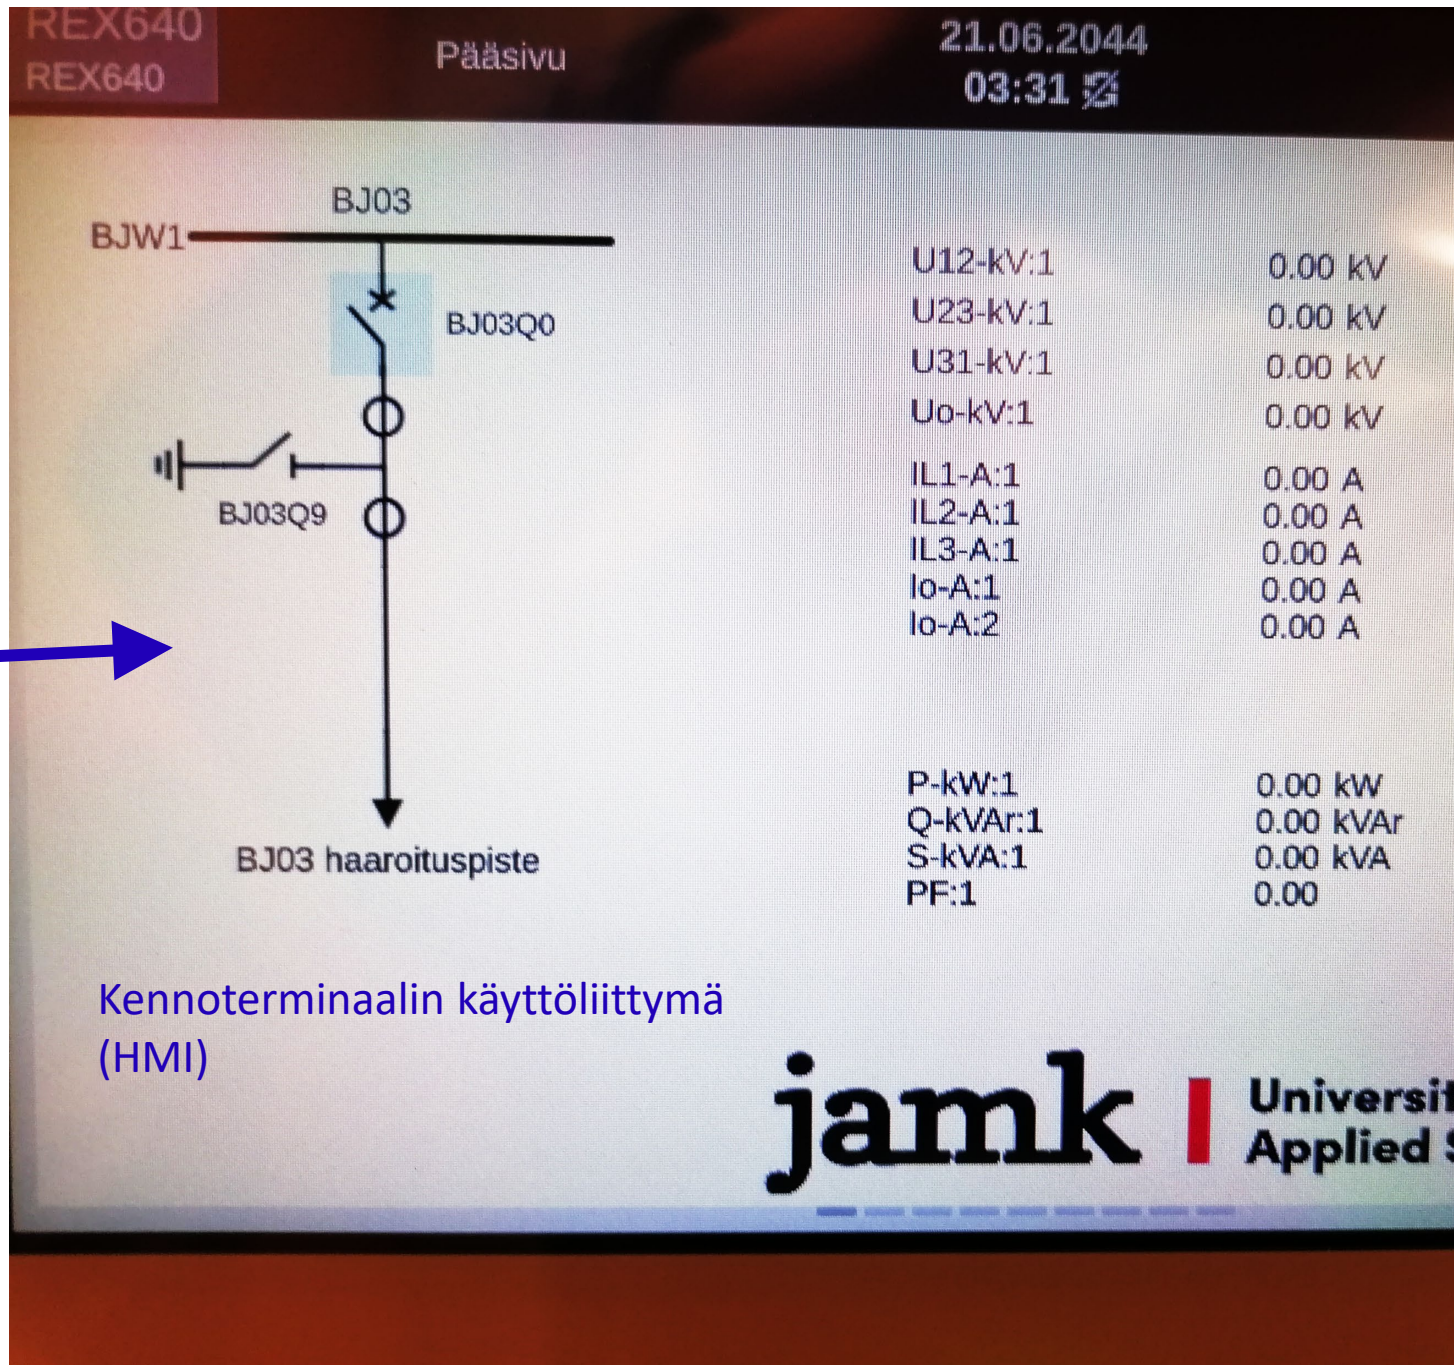 REX640
REX640
Pääsivu
21.06.2044
03:31
BJ03
BJW1
BJ03Q0
BJ03Q9
BJ03 haaroituspiste
U12-kV:1 0.00 kV
U23-kV:1 0.00 kV
U31-kV:1 0.00 kV
Uo-kV:1 0.00 kV
IL1-A:1 0.00 A
IL2-A:1 0.00 A
IL3-A:1 0.00 A
Io-A:1 0.00 A
Io-A:2 0.00 A
P-kW:1 0.00 kW
Q-kVAr:1 0.00 kVAr
S-kVA:1 0.00 kVA
PF:1 0.00
Kennoterminaalin käyttöliittymä
(HMI)
jamk
Universit
Applied S